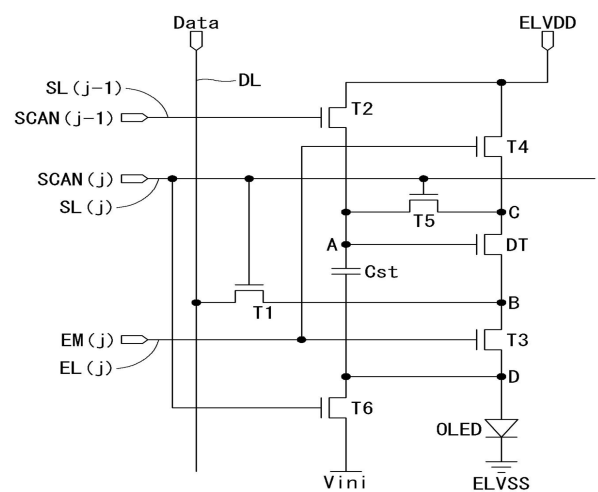 Data
ELVDD
DL
SL(j-1)
T2
SCAN(j-1)
T4
SCAN(j)
SL(j)
T5
C
A
DT
Cst
T1
B
EM(j)
T3
EL(j)
D
T6
OLED
Vini
ELVSS